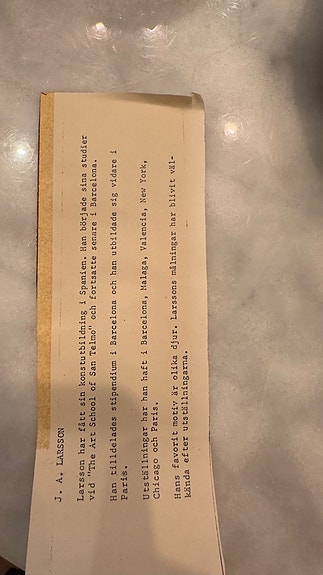 J. A. LARSSON
Larsson har fått sin konstutbildning i Spanien. Han började sina studier
vid "The Art School of San Telmo" och fortsatte senare i Barcelona.
Han tilldelades stipendium i Barcelona och han utbildade sig vidare i
Paris.
Utställningar har han haft i Barcelona, Malaga, Valencia, New York,
Chicago och Paris.
Hans favorit motiv är olika djur. Larssons målningar har blivit väl-
kända efter utställningarna.